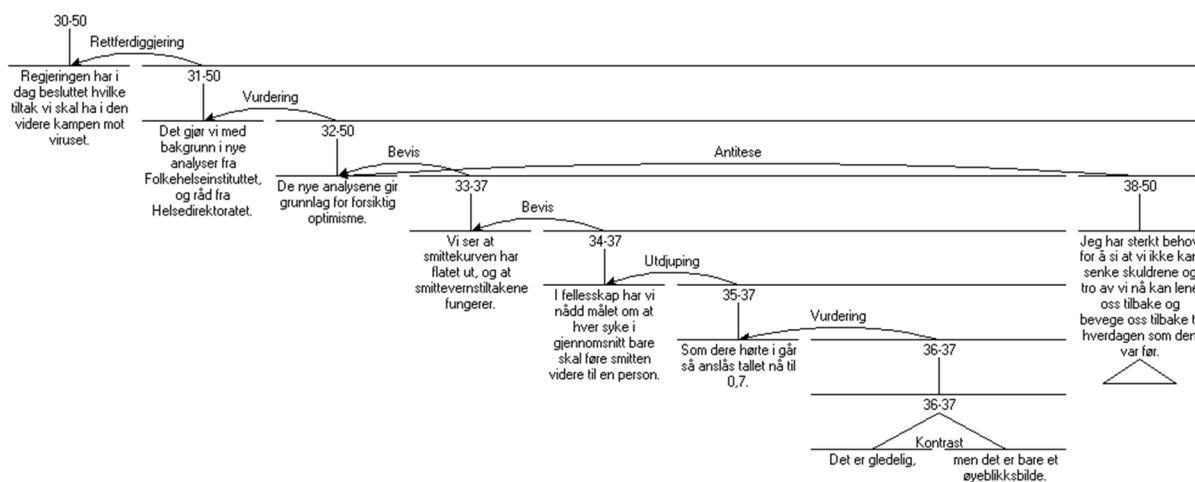 30-50
Rettferdiggjering
Regjeringen har i
dag besluttet hvilke
tiltak vi skal ha i den
videre kampen mot
viruset.
31-50
Vurdering
Det gjør vi med
bakgrunn i nye
analyser fra
Folkehelseinstituttet,
og råd fra
Helsedirektoratet.
32-50
Bevis
Antitese
De nye analysene gir
grunnlag for forsiktig
optimisme.
33-37
Bevis
Vi ser at
smittekurven har
flatet ut, og at
smittevernstiltakene
fungerer.
34-37
Utdjuping
I fellesskap har vi
nådd målet om at
hver syke i
gjennomsnitt bare
skal føre smitten
videre til en person.
35-37
Vurdering
Som dere hørte i går
så anslås tallet nå til
0,7.
36-37
36-37
Kontrast
Det er gledelig,
men det er bare et
øyeblikksbilde.
38-50
Jeg har sterkt behov
for å si at vi ikke kan
senke skuldrene og
tro av vi nå kan lene
oss tilbake og
bevege oss tilbake t
hverdagen som den
var før.